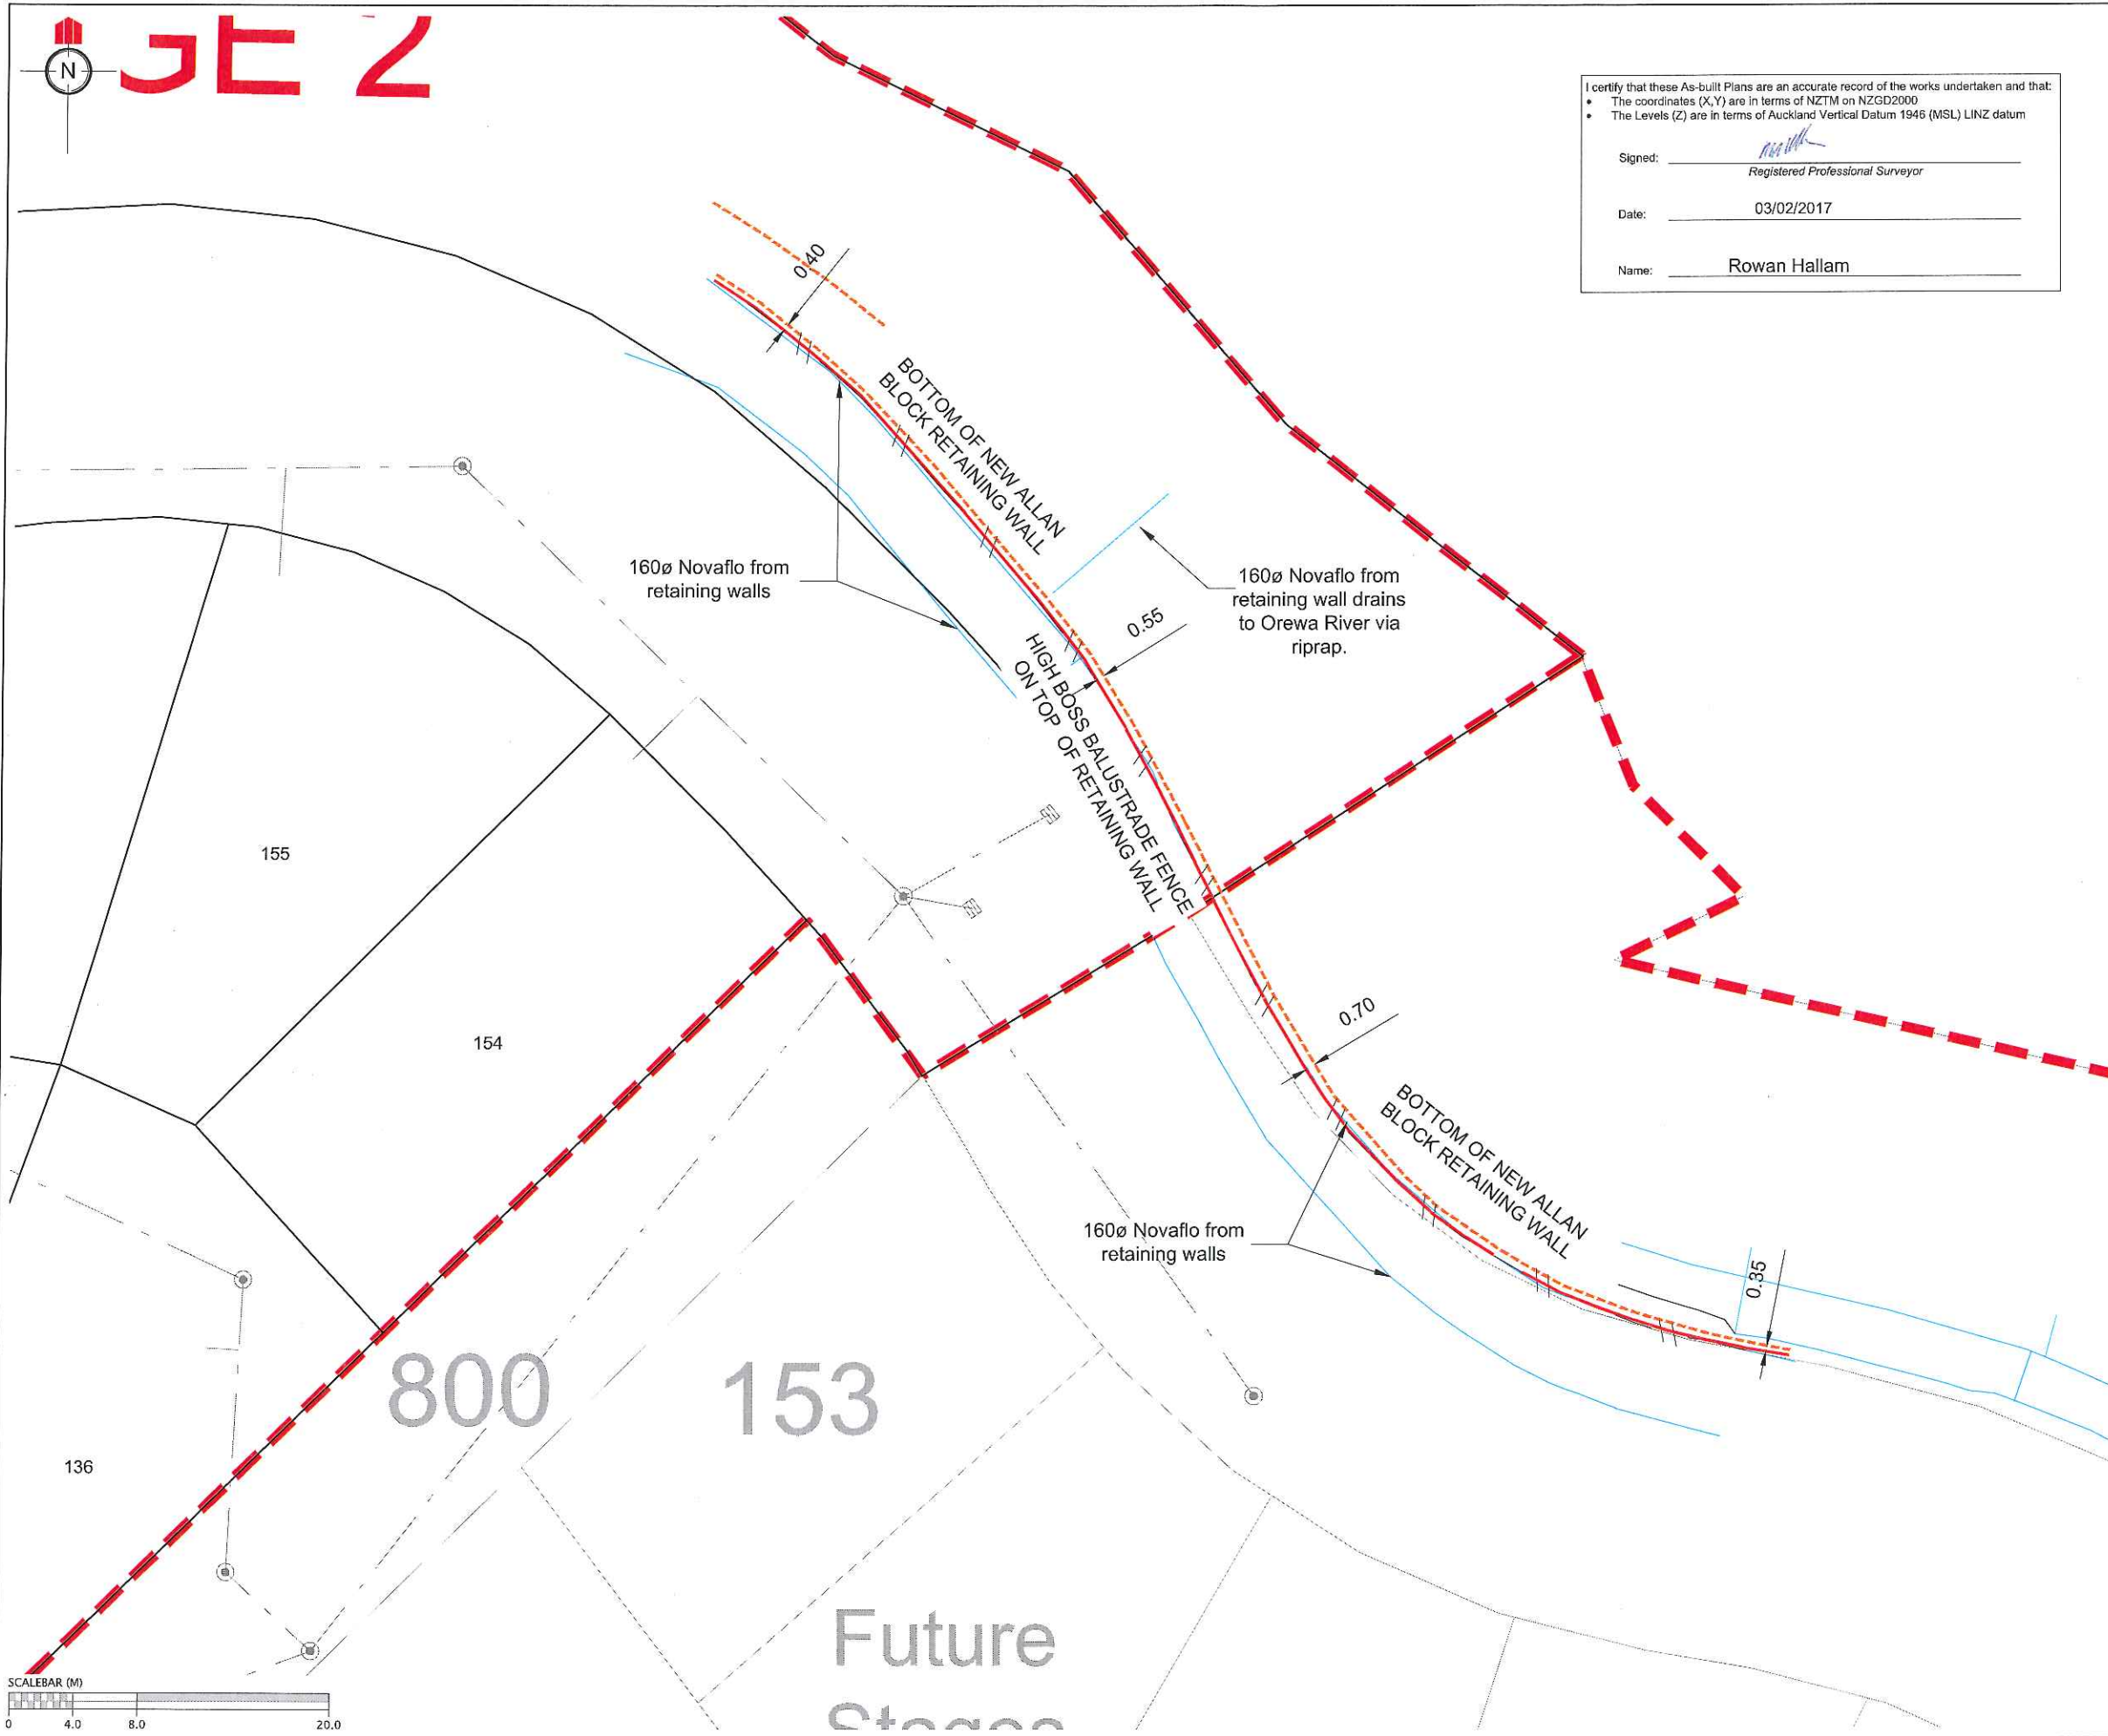 GE 2
N
I certify that these As-built Plans are an accurate record of the works undertaken and that:
• The coordinates (X,Y) are in terms of NZTM on NZGD2000
• The Levels (Z) are in terms of Auckland Vertical Datum 1946 (MSL) LINZ datum
Signed:
Registered Professional Surveyor
Date: 03/02/2017
Name: Rowan Hallam
0.40
BOTTOM OF NEW ALLAN
BLOCK RETAINING WALL
160ø Novaflo from
retaining walls
160ø Novaflo from
retaining wall drains
to Orewa River via
riprap.
0.55
HIGH BOSS BALUSTRADE FENCE
ON TOP OF RETAINING WALL
155
154
0.70
BOTTOM OF NEW ALLAN
BLOCK RETAINING WALL
160ø Novaflo from
retaining walls
0.35
800
153
136
Future
Stages
SCALEBAR (M)
0 4.0 8.0 20.0